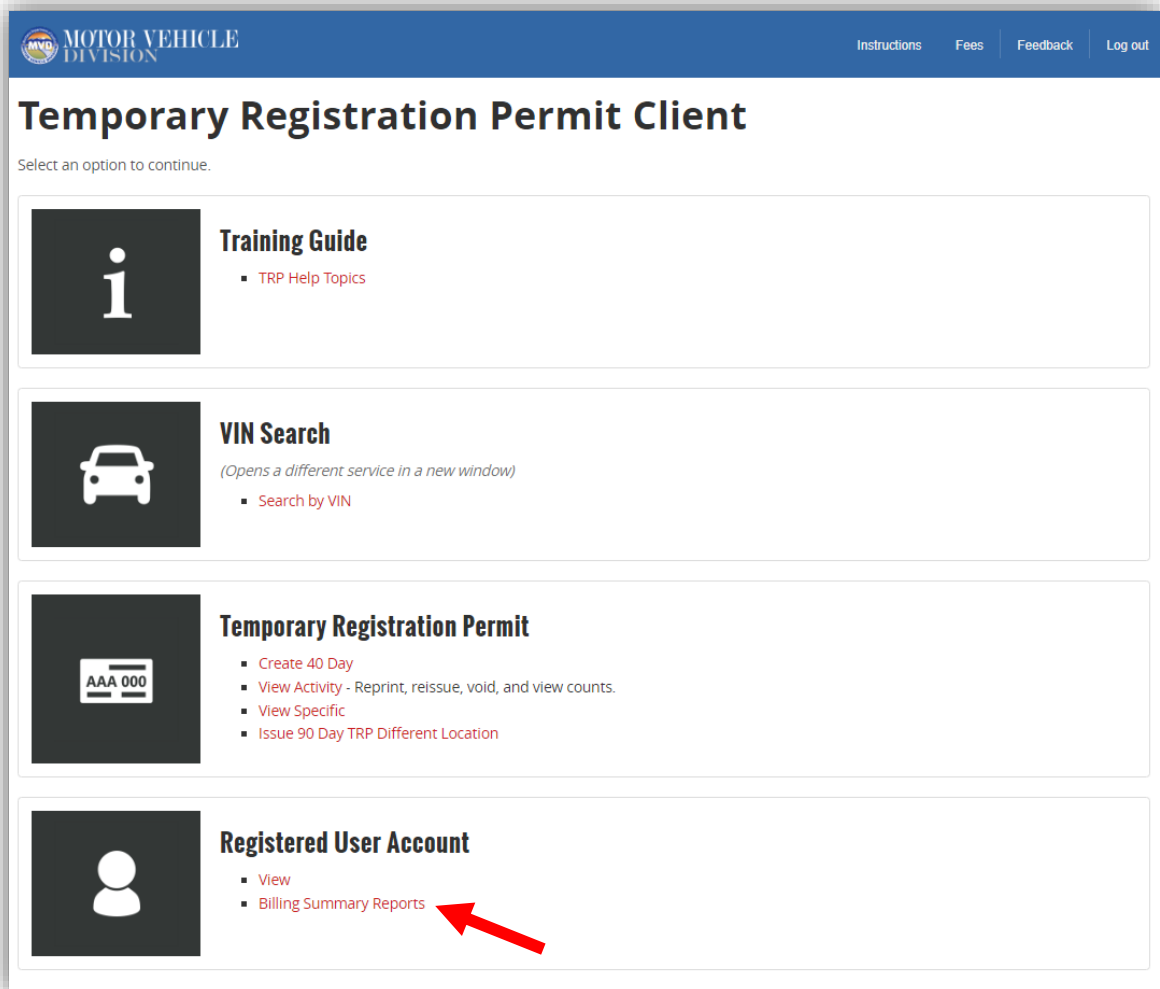 MVD
MOTOR VEHICLE
DIVISION
Instructions Fees Feedback Log out
Temporary Registration Permit Client
Select an option to continue.
i
Training Guide
TRP Help Topics
VIN Search
(Opens a different service in a new window)
Search by VIN
AAA 000
Temporary Registration Permit
Create 40 Day
View Activity - Reprint, reissue, void, and view counts.
View Specific
Issue 90 Day TRP Different Location
Registered User Account
View
Billing Summary Reports